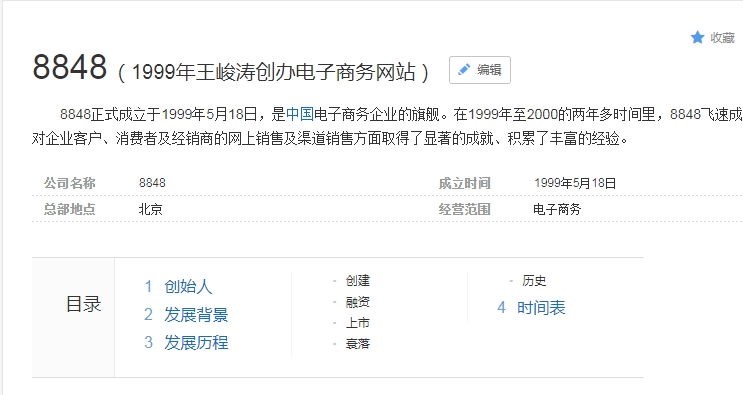 收藏
8848（1999年王峻涛创办电子商务网站） 编辑
8848正式成立于1999年5月18日，是中国电子商务企业的旗舰。在1999年至2000的两年多时间里，8848飞速成
对企业客户、消费者及经销商的网上销售及渠道销售方面取得了显著的成就、积累了丰富的经验。
公司名称 8848 成立时间 1999年5月18日
总部地点 北京 经营范围 电子商务
目录
1 创始人
2 发展背景
3 发展历程
- 创建
- 融资
- 上市
- 衰落
- 历史
4 时间表